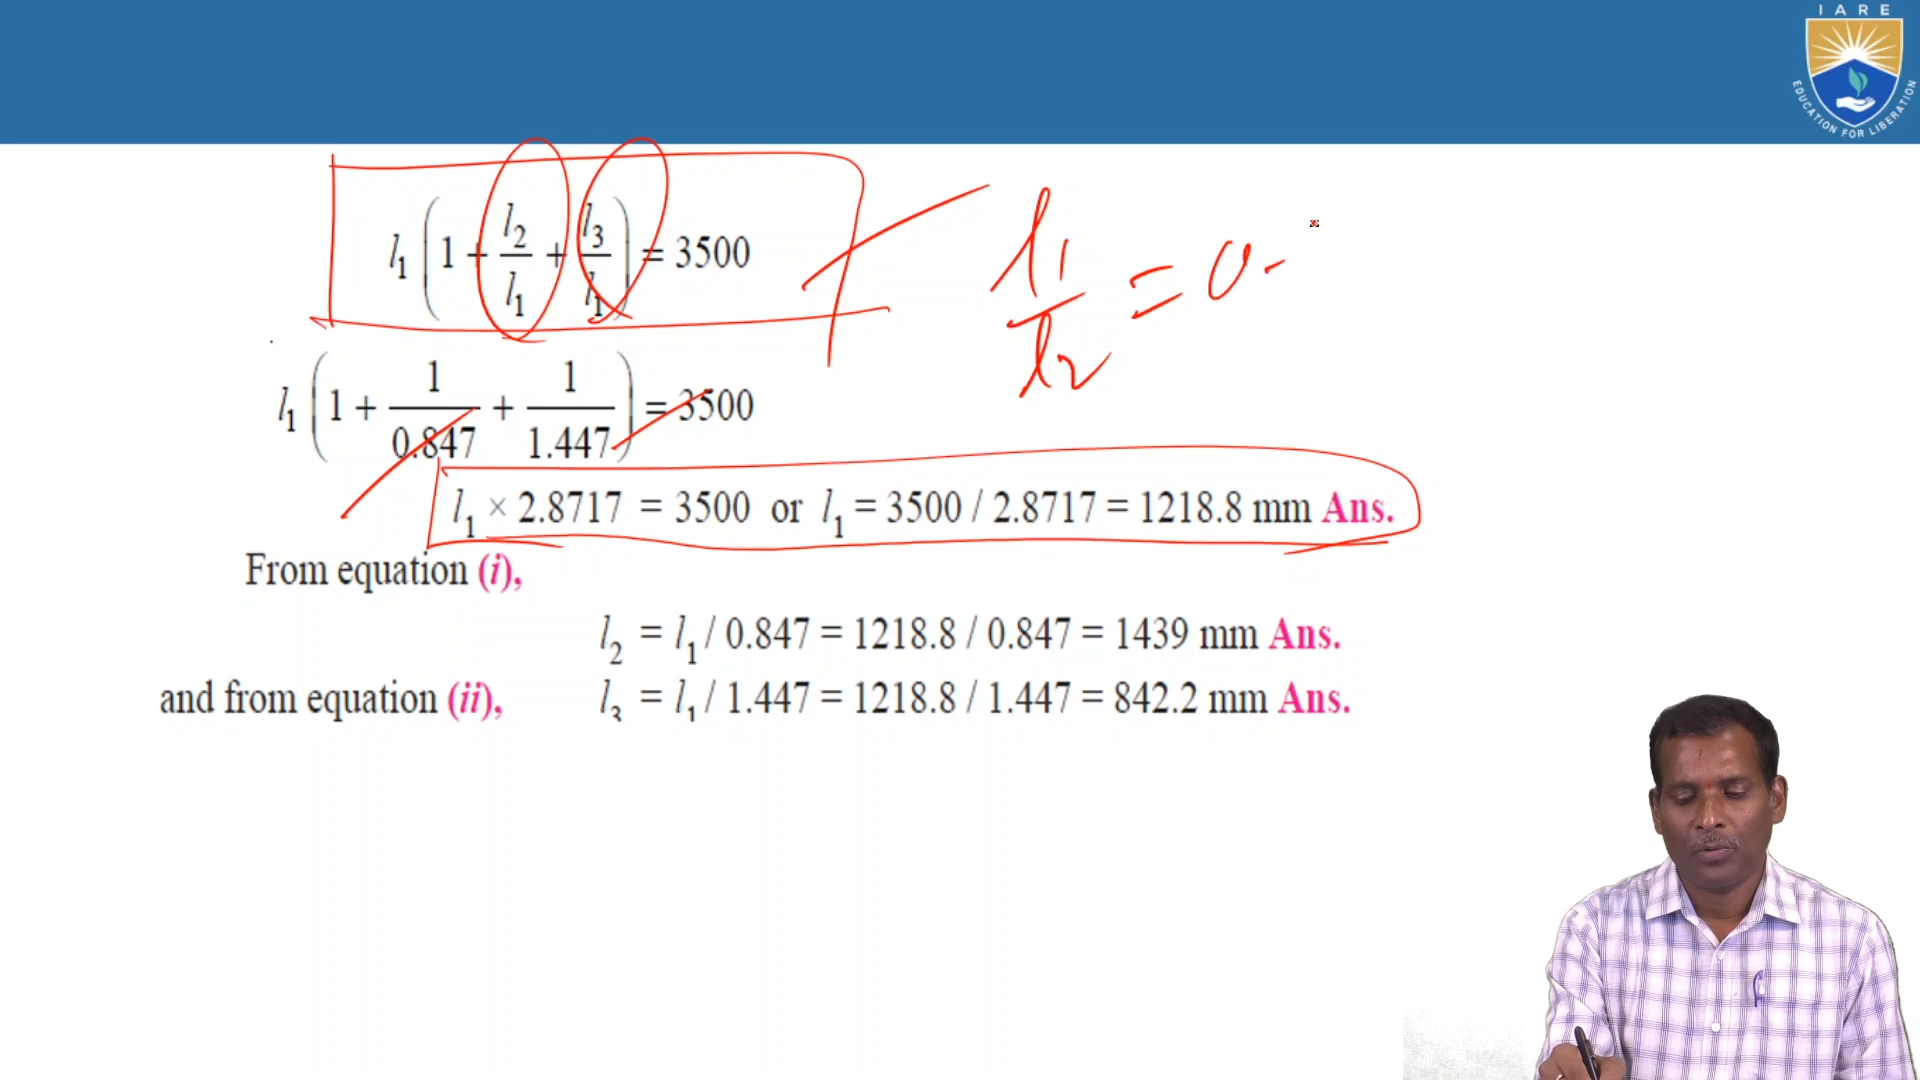 IARE
EDUCATION FOR LIBERATION
l₁ (1 + l₂/l₁ + l₃/l₁) = 3500
l₁/l₂ = 0.
l₁ (1 + 1/0.847 + 1/1.447) = 3500
l₁ × 2.8717 = 3500 or l₁ = 3500 / 2.8717 = 1218.8 mm Ans.
From equation (i),
l₂ = l₁ / 0.847 = 1218.8 / 0.847 = 1439 mm Ans.
and from equation (ii), l₃ = l₁ / 1.447 = 1218.8 / 1.447 = 842.2 mm Ans.